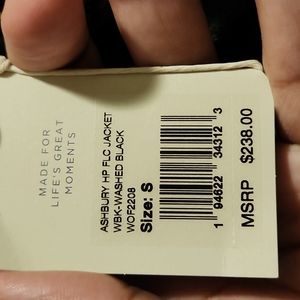 MADE FOR
LIFE'S GREAT
MOMENTS
ASHBURY HP FLC JACKET
WBK-WASHED BLACK
WOF2208
Size: S
1 94622 34312 3
MSRP $238.00